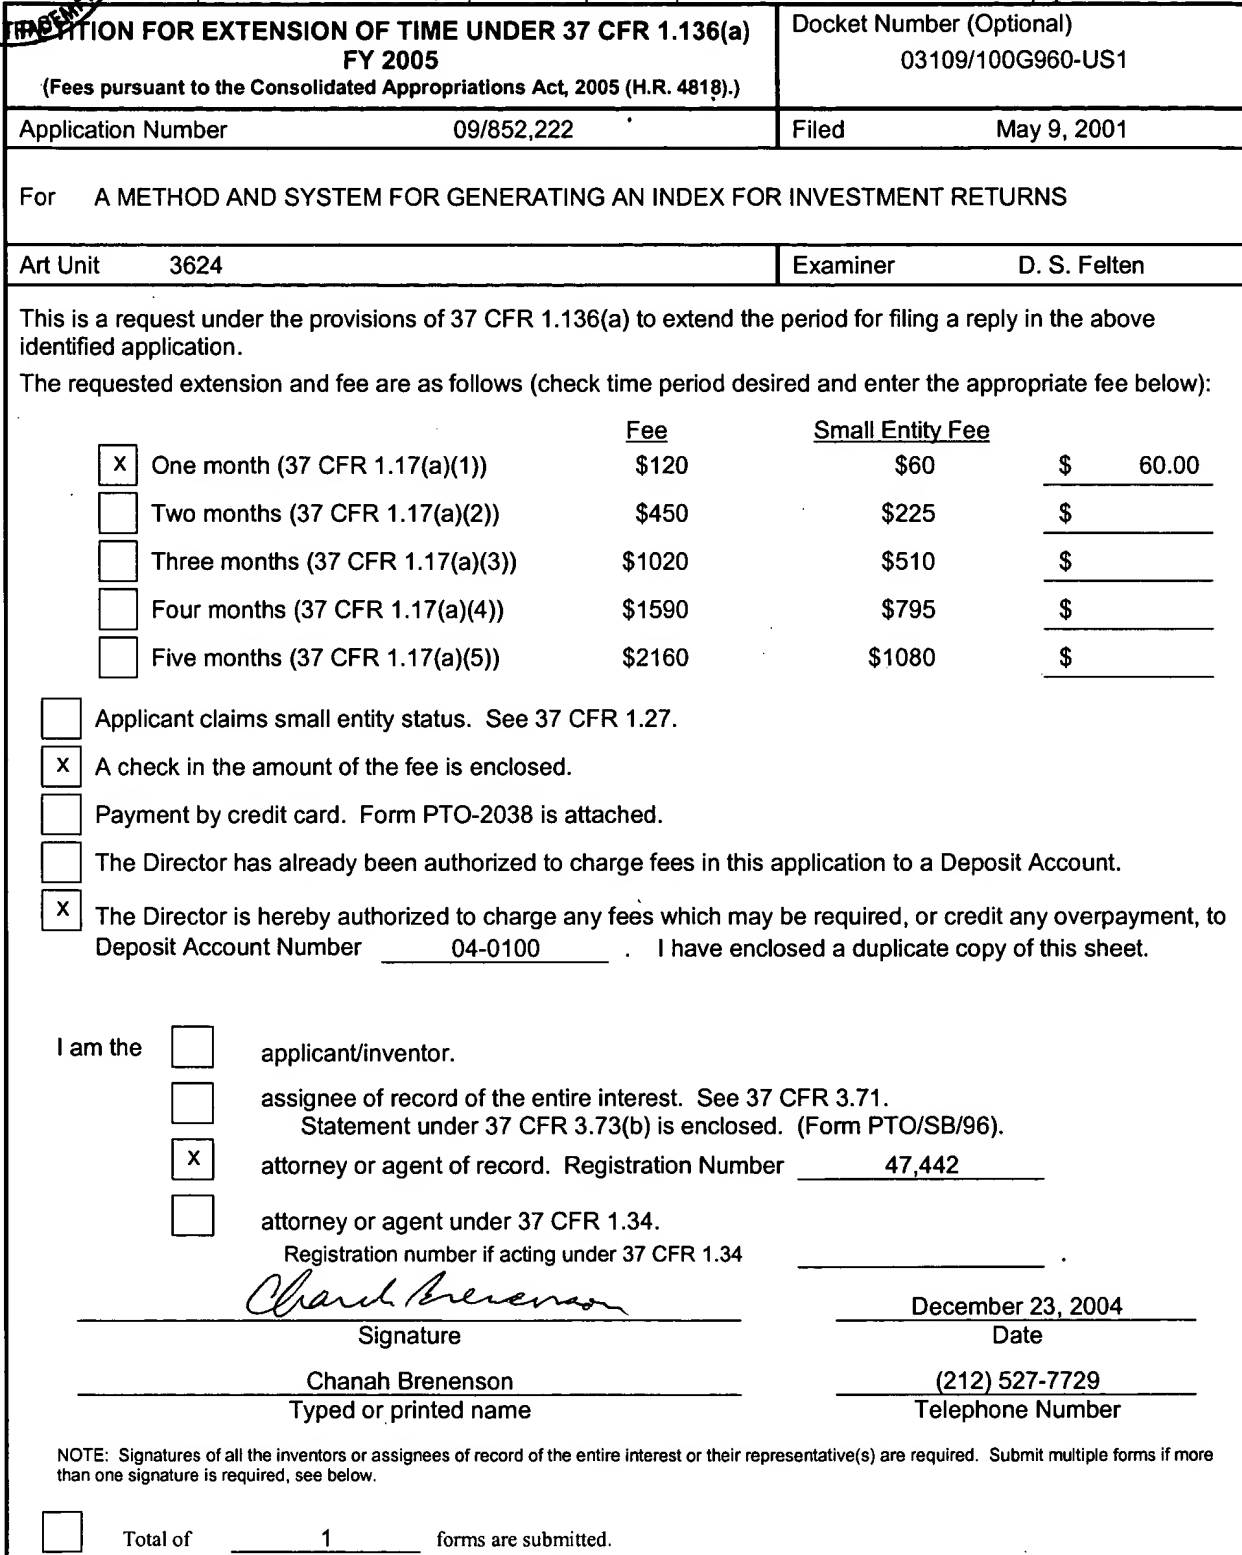 PETITION FOR EXTENSION OF TIME UNDER 37 CFR 1.136(a)
FY 2005
(Fees pursuant to the Consolidated Appropriations Act, 2005 (H.R. 4818).)
Docket Number (Optional)
03109/100G960-US1
Application Number 09/852,222
Filed May 9, 2001
For A METHOD AND SYSTEM FOR GENERATING AN INDEX FOR INVESTMENT RETURNS
Art Unit 3624
Examiner D. S. Felten
This is a request under the provisions of 37 CFR 1.136(a) to extend the period for filing a reply in the above
identified application.
The requested extension and fee are as follows (check time period desired and enter the appropriate fee below):
Fee Small Entity Fee
X One month (37 CFR 1.17(a)(1)) $120 $60 $ 60.00
Two months (37 CFR 1.17(a)(2)) $450 $225 $
Three months (37 CFR 1.17(a)(3)) $1020 $510 $
Four months (37 CFR 1.17(a)(4)) $1590 $795 $
Five months (37 CFR 1.17(a)(5)) $2160 $1080 $
Applicant claims small entity status. See 37 CFR 1.27.
X A check in the amount of the fee is enclosed.
Payment by credit card. Form PTO-2038 is attached.
The Director has already been authorized to charge fees in this application to a Deposit Account.
X The Director is hereby authorized to charge any fees which may be required, or credit any overpayment, to
Deposit Account Number 04-0100 . I have enclosed a duplicate copy of this sheet.
I am the applicant/inventor.
assignee of record of the entire interest. See 37 CFR 3.71.
Statement under 37 CFR 3.73(b) is enclosed. (Form PTO/SB/96).
X attorney or agent of record. Registration Number 47,442
attorney or agent under 37 CFR 1.34.
Registration number if acting under 37 CFR 1.34 .
Chanah Brenenson December 23, 2004
Signature Date
Chanah Brenenson (212) 527-7729
Typed or printed name Telephone Number
NOTE: Signatures of all the inventors or assignees of record of the entire interest or their representative(s) are required. Submit multiple forms if more
than one signature is required, see below.
Total of 1 forms are submitted.